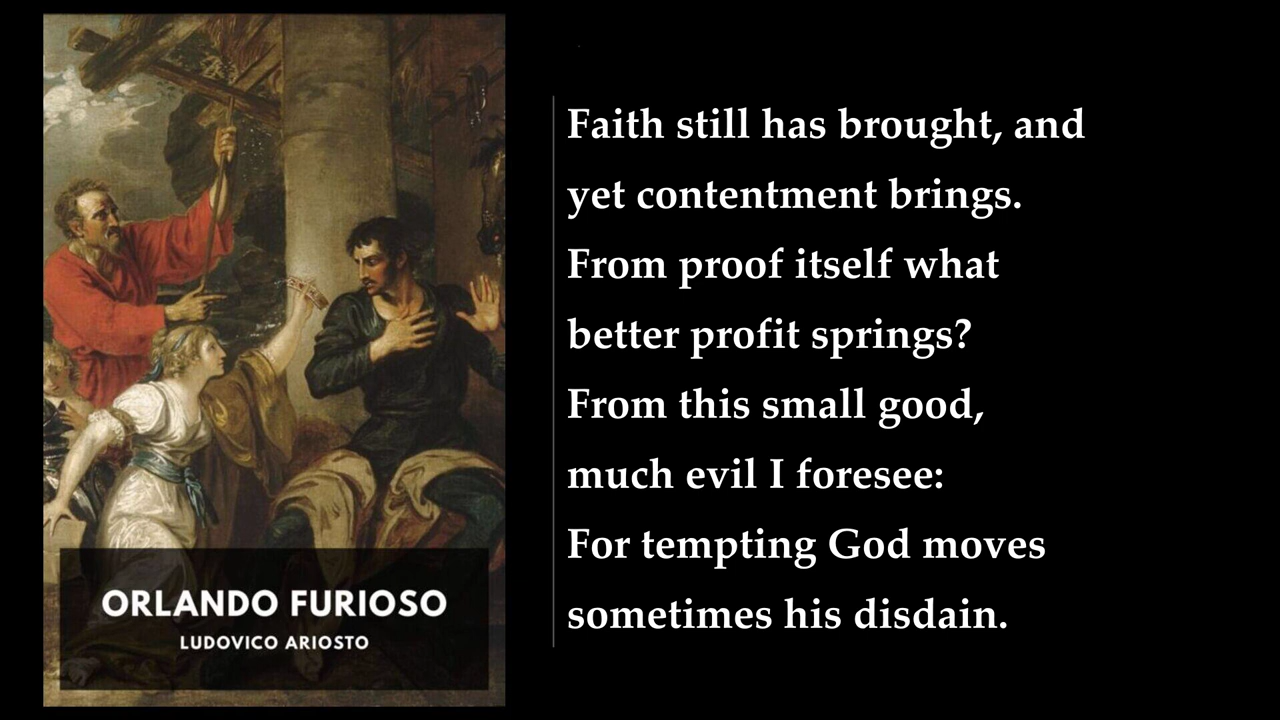 ORLANDO FURIOSO
LUDOVICO ARIOSTO
Faith still has brought, and
yet contentment brings.
From proof itself what
better profit springs?
From this small good,
much evil I foresee:
For tempting God moves
sometimes his disdain.